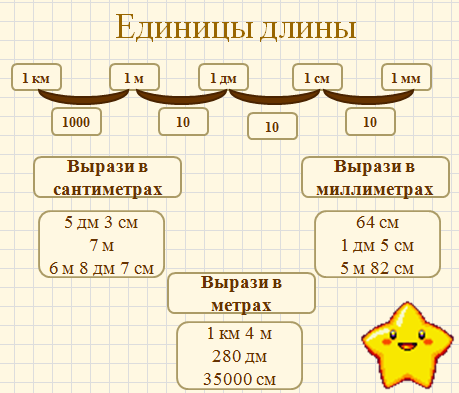 Единицы длины
1 км 1 м 1 дм 1 см 1 мм
1000 10 10 10
Вырази в
сантиметрах
5 дм 3 см
7 м
6 м 8 дм 7 см
Вырази в
миллиметрах
64 см
1 дм 5 см
5 м 82 см
Вырази в
метрах
1 км 4 м
280 дм
35000 см